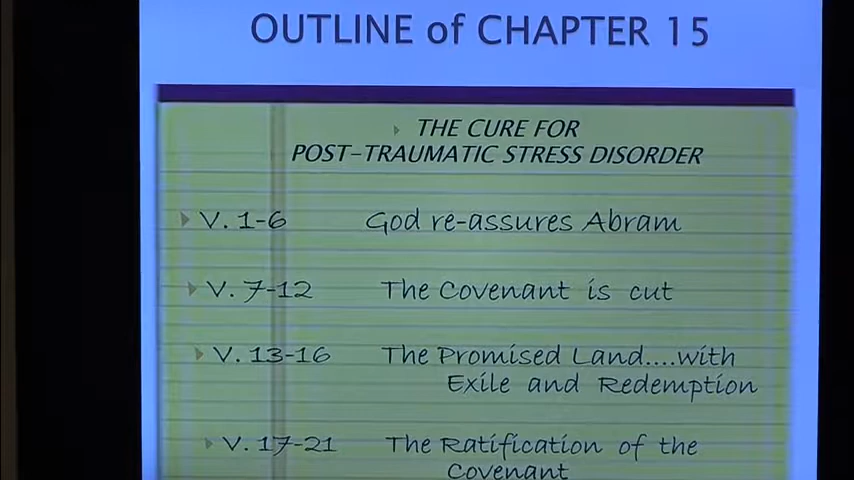 OUTLINE of CHAPTER 15
THE CURE FOR
POST-TRAUMATIC STRESS DISORDER
V. 1-6 God re-assures Abram
V. 7-12 The Covenant is cut
V. 13-16 The Promised Land....with
Exile and Redemption
V. 17-21 The Ratification of the
Covenant